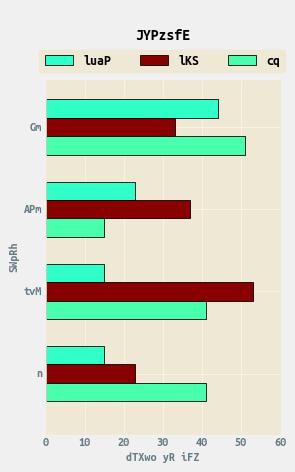 JYPzsfE
luaP lKS cq
Gm
APm
tvM
n
SWpRh
0 10 20 30 40 50 60
dTXwo yR iFZ